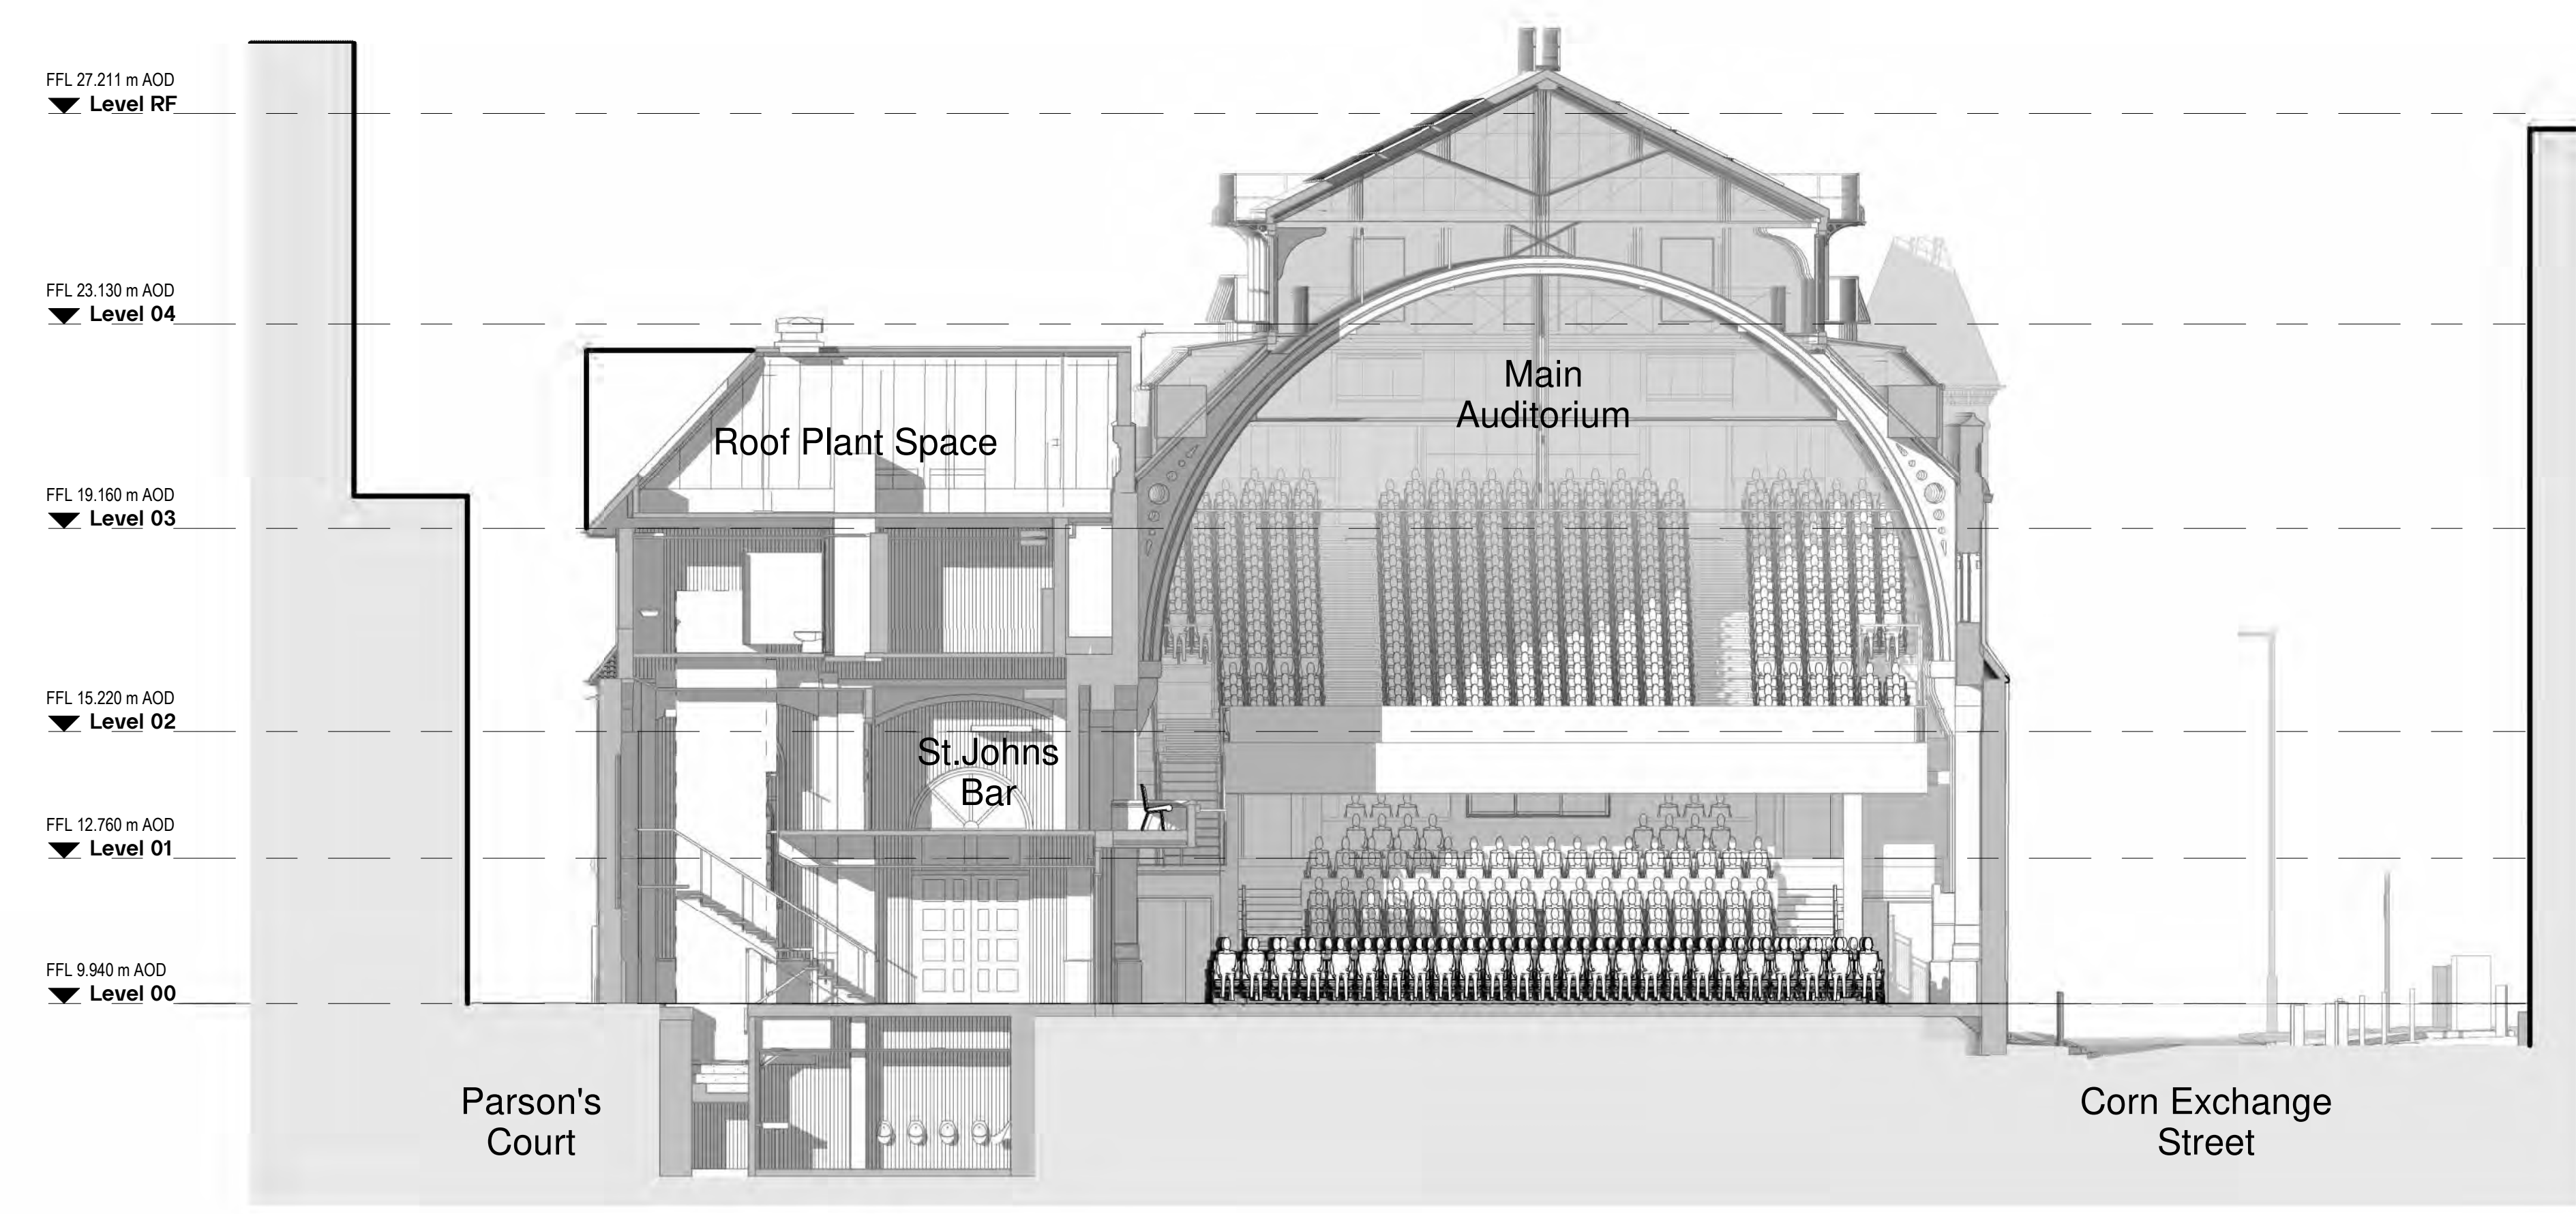 FFL 27.211 m AOD
Level RF
FFL 23.130 m AOD
Level 04
Main
Auditorium
Roof Plant Space
FFL 19.160 m AOD
Level 03
FFL 15.220 m AOD
Level 02
St.Johns
Bar
FFL 12.760 m AOD
Level 01
FFL 9.940 m AOD
Level 00
Parson's
Court
Corn Exchange
Street